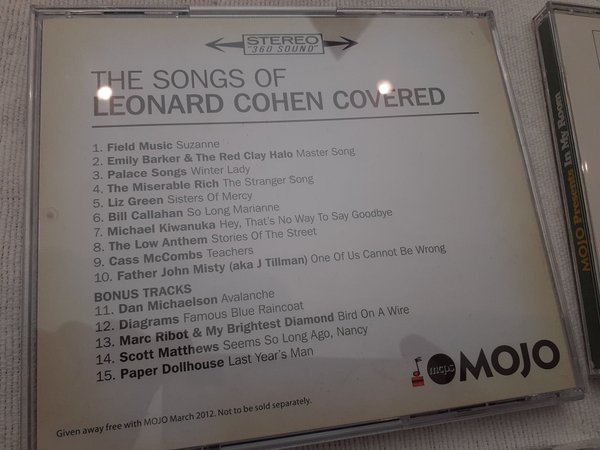 STEREO
"360 SOUND"
THE SONGS OF
LEONARD COHEN COVERED
1. Field Music Suzanne
2. Emily Barker & The Red Clay Halo Master Song
3. Palace Songs Winter Lady
4. The Miserable Rich The Stranger Song
5. Liz Green Sisters Of Mercy
6. Bill Callahan So Long Marianne
7. Michael Kiwanuka Hey, That's No Way To Say Goodbye
8. The Low Anthem Stories Of The Street
9. Cass McCombs Teachers
10. Father John Misty (aka J Tillman) One Of Us Cannot Be Wrong
BONUS TRACKS
11. Dan Michaelson Avalanche
12. Diagrams Famous Blue Raincoat
13. Marc Ribot & My Brightest Diamond Bird On A Wire
14. Scott Matthews Seems So Long Ago, Nancy
15. Paper Dollhouse Last Year's Man
mcps
MOJO
Given away free with MOJO March 2012. Not to be sold separately.
MOJO Presents In My Room